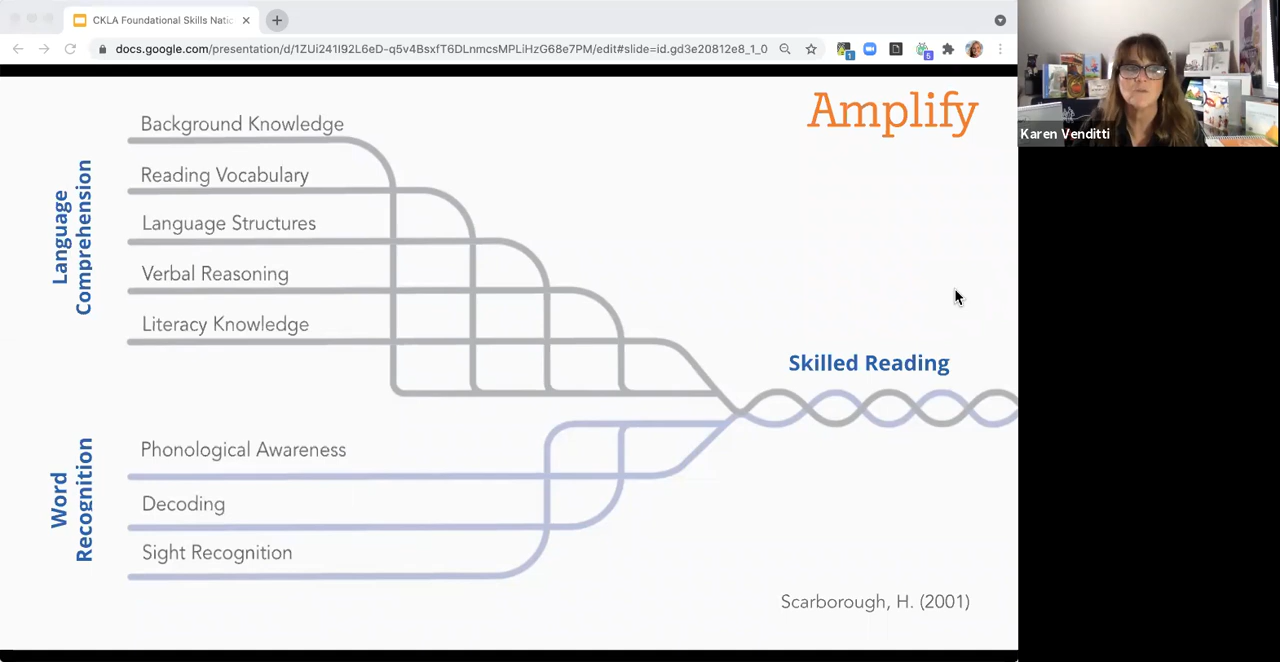 CKLA Foundational Skills Natio
docs.google.com/presentation/d/1ZUi241I92L6eD-q5v4BsxfT6DLnmcsMPLiHzG68e7PM/edit#slide=id.gd3e20812e8_1_0
1
5
Amplify
Karen Venditti
Language
Comprehension
Background Knowledge
Reading Vocabulary
Language Structures
Verbal Reasoning
Literacy Knowledge
Skilled Reading
Word
Recognition
Phonological Awareness
Decoding
Sight Recognition
Scarborough, H. (2001)